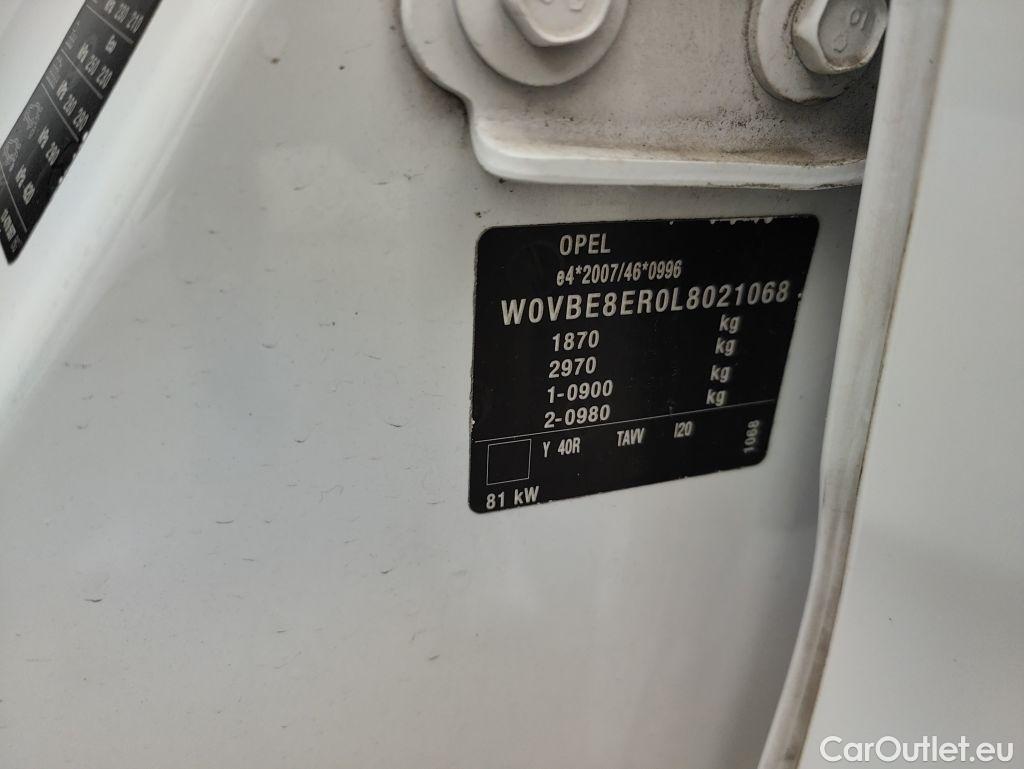 OPEL
e4*2007/46*0996
W0VBE8ER0L8021068
1870 kg
2970 kg
1-0900 kg
2-0980 kg
Y 40R TAVV I20
1068
81 kW
CarOutlet.eu